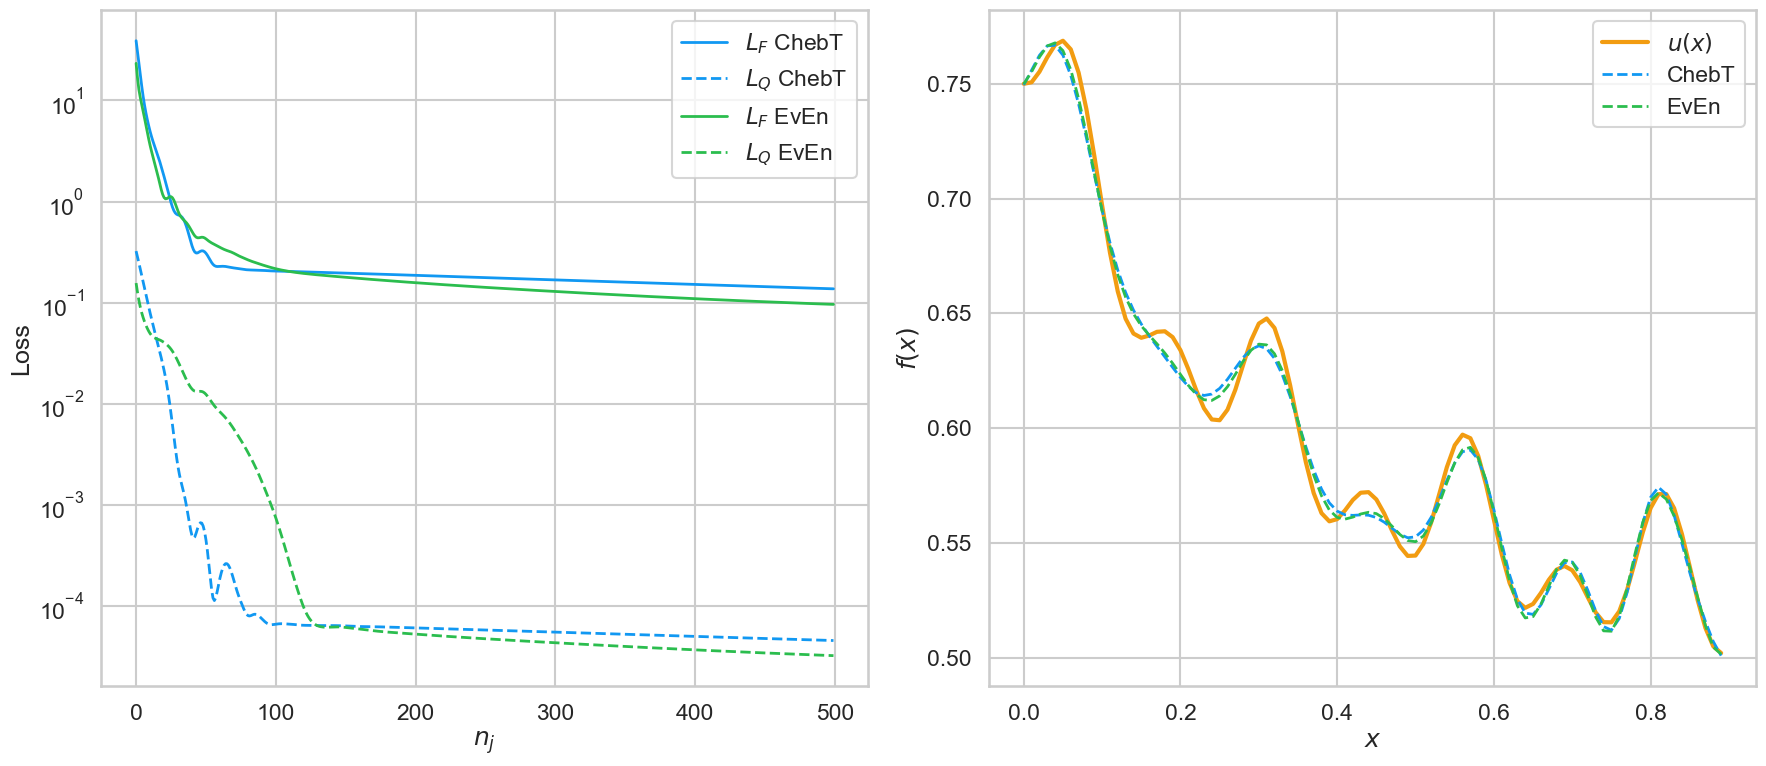 Loss
10^1
10^0
10^−1
10^−2
10^−3
10^−4
0
100
200
300
400
500
n_j
L_F ChebT
L_Q ChebT
L_F EvEn
L_Q EvEn
f(x)
0.75
0.70
0.65
0.60
0.55
0.50
0.0
0.2
0.4
0.6
0.8
x
u(x)
ChebT
EvEn